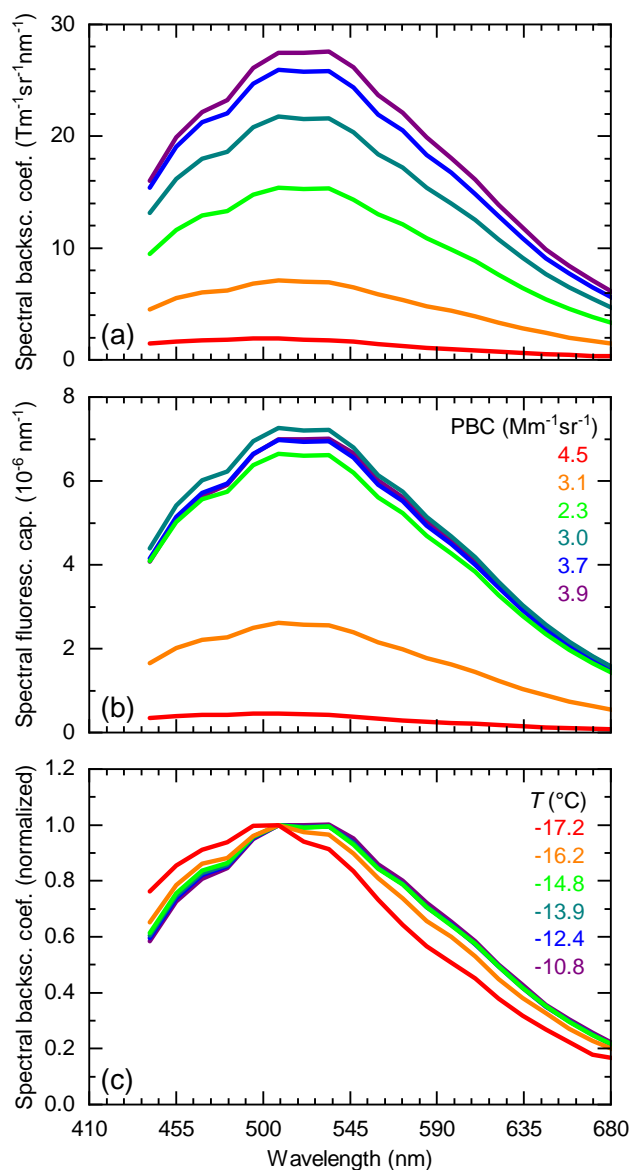 30
20
10
0
Spectral backsc. coef. (Tm⁻¹sr⁻¹nm⁻¹)
(a)
8
6
4
2
0
Spectral fluoresc. cap. (10⁻⁶ nm⁻¹)
PBC (Mm⁻¹sr⁻¹)
4.5
3.1
2.3
3.0
3.7
3.9
(b)
1.2
1.0
0.8
0.6
0.4
0.2
0.0
Spectral backsc. coef. (normalized)
T (°C)
-17.2
-16.2
-14.8
-13.9
-12.4
-10.8
(c)
410 455 500 545 590 635 680
Wavelength (nm)